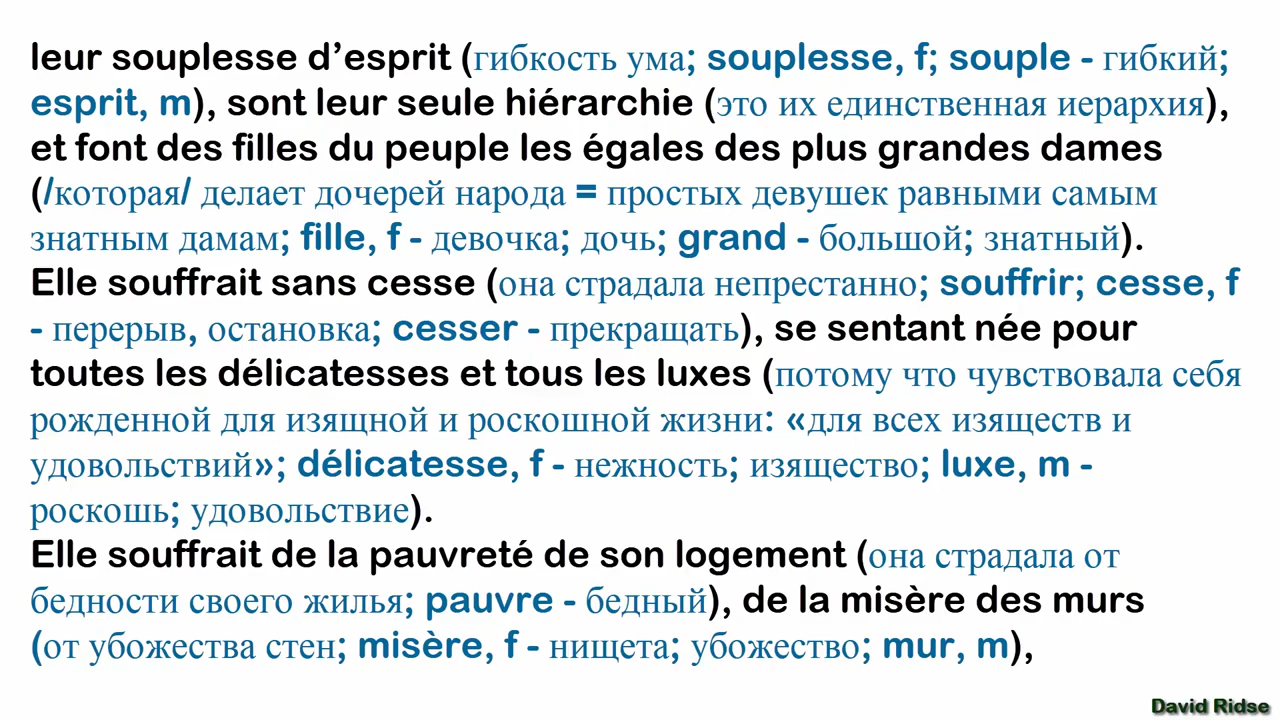 leur souplesse d’esprit (гибкость ума; souplesse, f; souple - гибкий;
esprit, m), sont leur seule hiérarchie (это их единственная иерархия),
et font des filles du peuple les égales des plus grandes dames
(/которая/ делает дочерей народа = простых девушек равными самым
знатным дамам; fille, f - девочка; дочь; grand - большой; знатный).
Elle souffrait sans cesse (она страдала непрестанно; souffrir; cesse, f
- перерыв, остановка; cesser - прекращать), se sentant née pour
toutes les délicatesses et tous les luxes (потому что чувствовала себя
рожденной для изящной и роскошной жизни: «для всех изяществ и
удовольствий»; délicatesse, f - нежность; изящество; luxe, m -
роскошь; удовольствие).
Elle souffrait de la pauvreté de son logement (она страдала от
бедности своего жилья; pauvre - бедный), de la misère des murs
(от убожества стен; misère, f - нищета; убожество; mur, m),
David Ridse